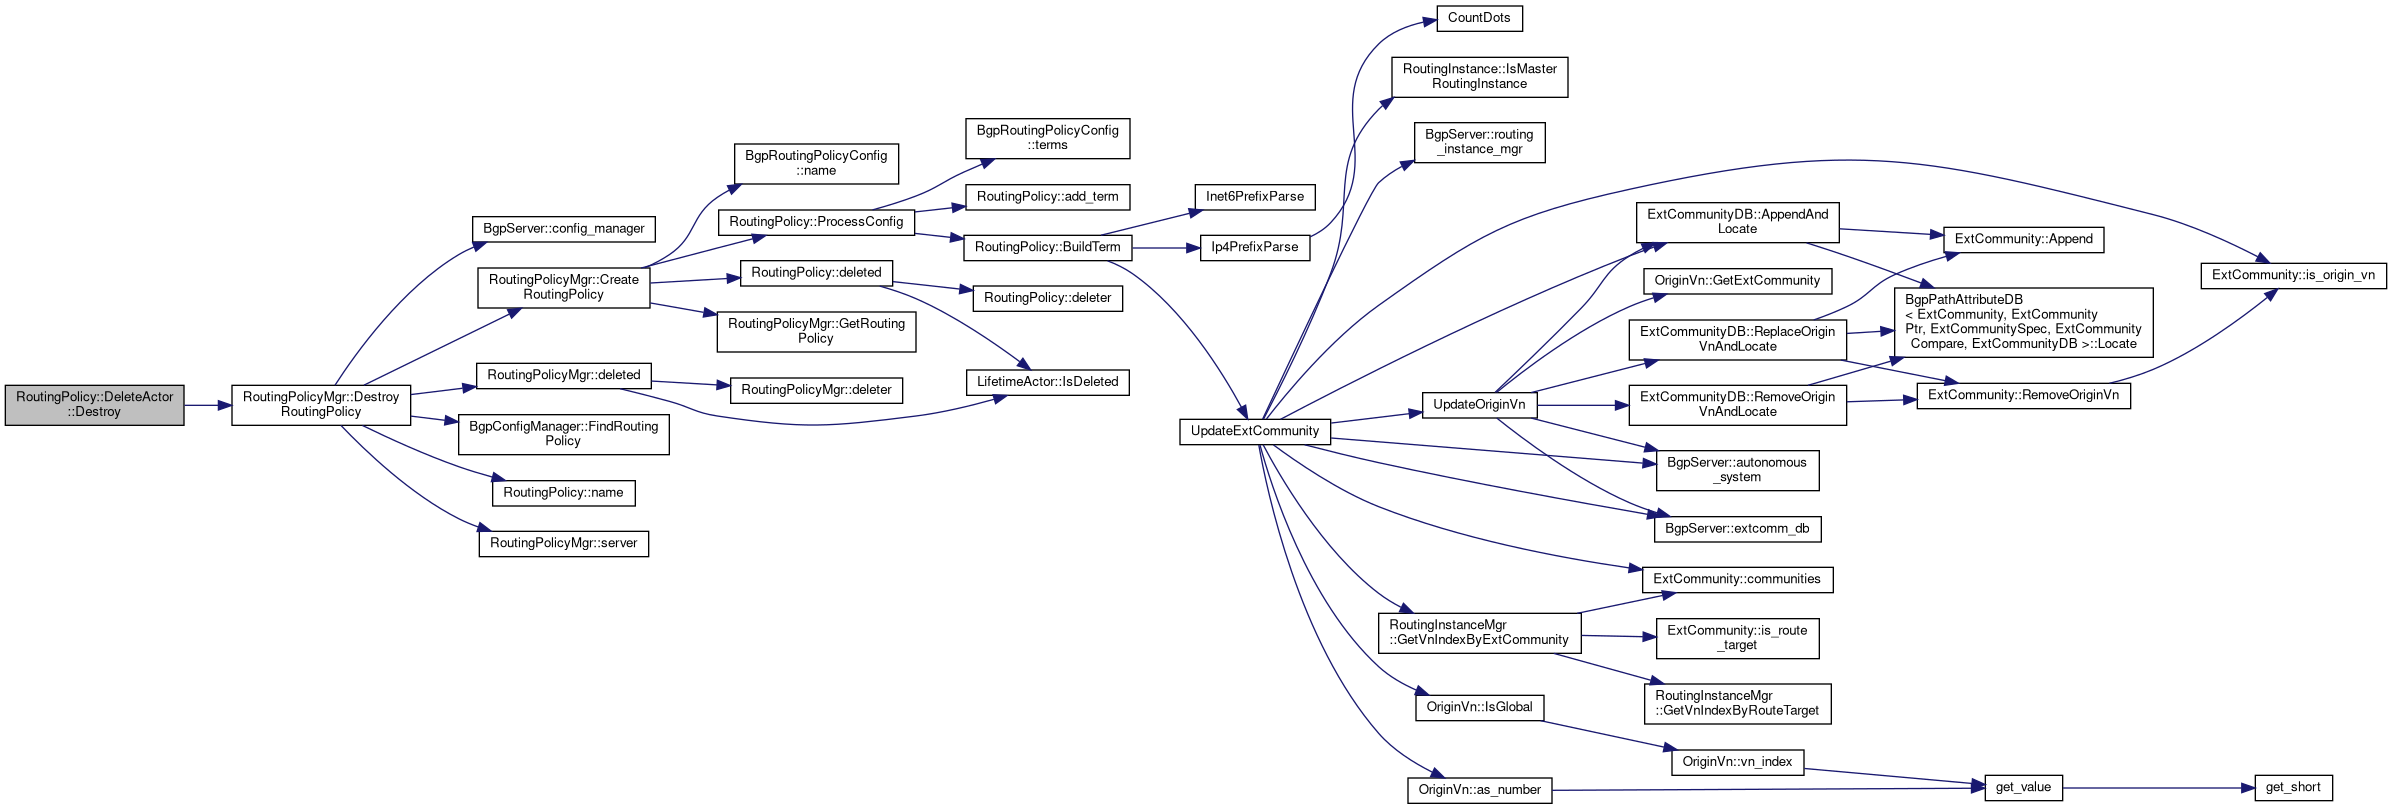 RoutingPolicy::DeleteActor
::Destroy
RoutingPolicyMgr::Destroy
RoutingPolicy
BgpServer::config_manager
RoutingPolicyMgr::Create
RoutingPolicy
RoutingPolicyMgr::deleted
BgpConfigManager::FindRouting
Policy
RoutingPolicy::name
RoutingPolicyMgr::server
BgpRoutingPolicyConfig
::name
RoutingPolicy::ProcessConfig
RoutingPolicy::deleted
RoutingPolicyMgr::GetRouting
Policy
RoutingPolicyMgr::deleter
BgpRoutingPolicyConfig
::terms
RoutingPolicy::add_term
RoutingPolicy::BuildTerm
RoutingPolicy::deleter
LifetimeActor::IsDeleted
Inet6PrefixParse
Ip4PrefixParse
UpdateExtCommunity
CountDots
RoutingInstance::IsMaster
RoutingInstance
BgpServer::routing
_instance_mgr
UpdateOriginVn
RoutingInstanceMgr
::GetVnIndexByExtCommunity
OriginVn::IsGlobal
OriginVn::as_number
ExtCommunityDB::AppendAnd
Locate
OriginVn::GetExtCommunity
ExtCommunityDB::ReplaceOrigin
VnAndLocate
ExtCommunityDB::RemoveOrigin
VnAndLocate
BgpServer::autonomous
_system
BgpServer::extcomm_db
ExtCommunity::communities
ExtCommunity::is_route
_target
RoutingInstanceMgr
::GetVnIndexByRouteTarget
OriginVn::vn_index
ExtCommunity::Append
BgpPathAttributeDB
< ExtCommunity, ExtCommunity
Ptr, ExtCommunitySpec, ExtCommunity
Compare, ExtCommunityDB >::Locate
ExtCommunity::RemoveOriginVn
get_value
ExtCommunity::is_origin_vn
get_short